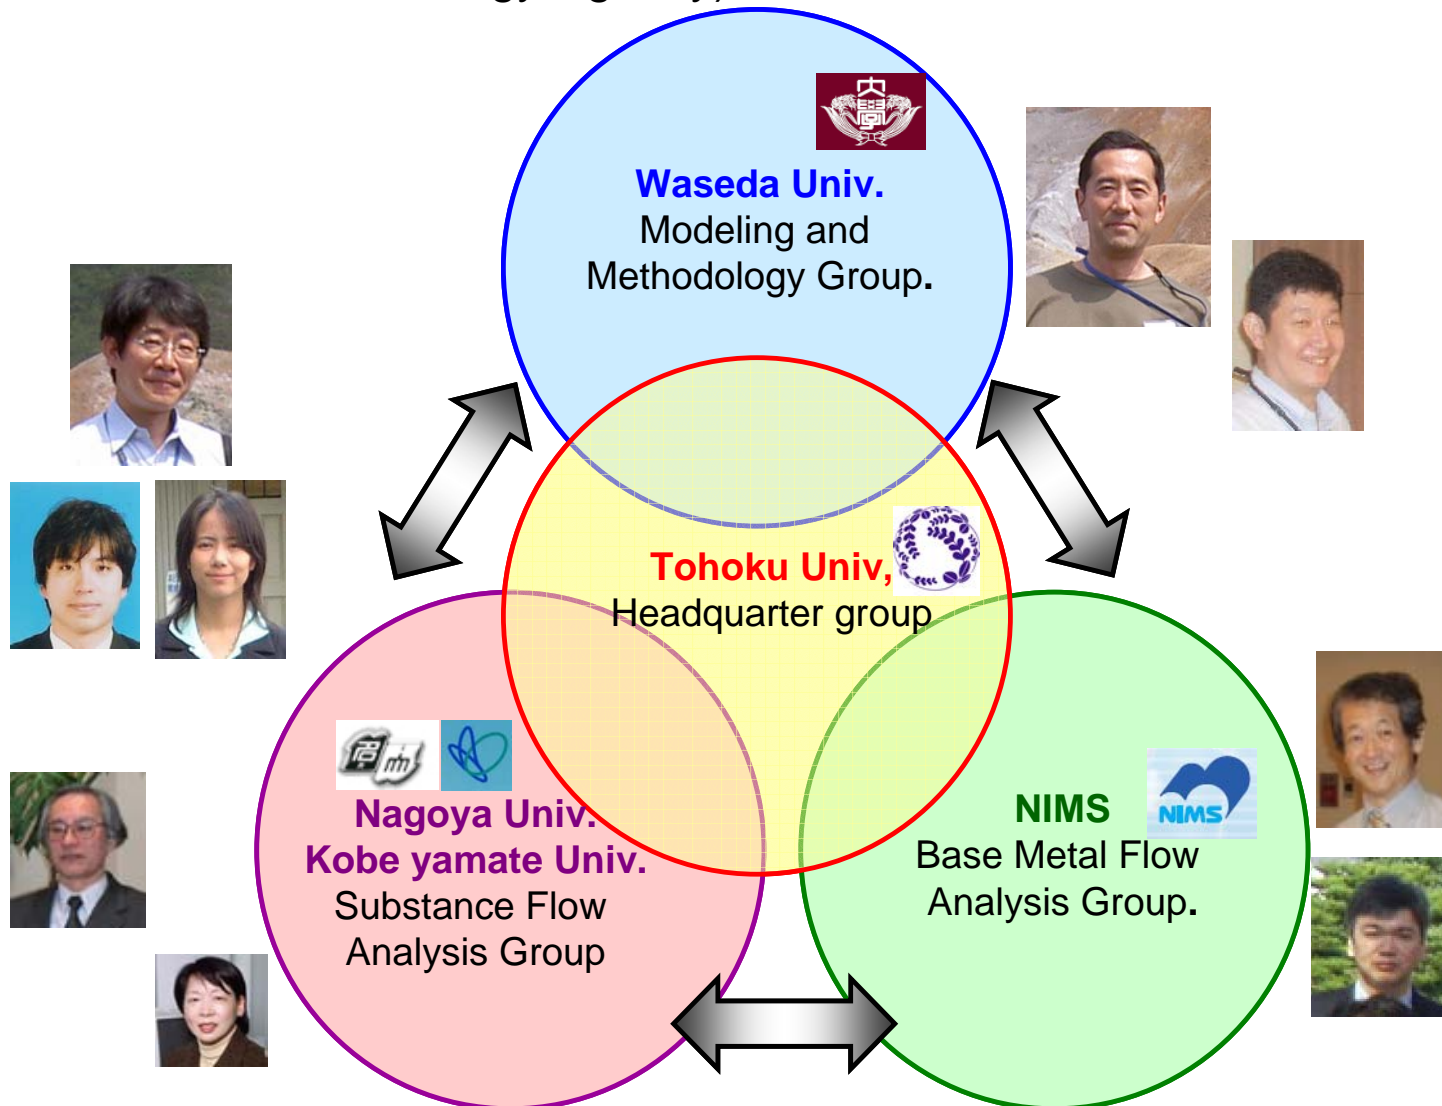 Waseda Univ.
Modeling and
Methodology Group.
Tohoku Univ,
Headquarter group
Nagoya Univ.
Kobe yamate Univ.
Substance Flow
Analysis Group
NIMS
NIMS
Base Metal Flow
Analysis Group.